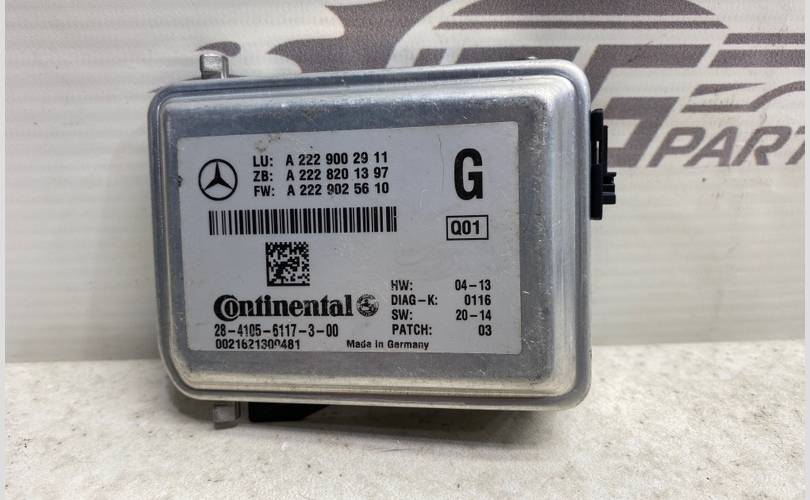 LU: A 222 900 29 11
ZB: A 222 820 13 97
FW: A 222 902 56 10
G
Q01
HW: 04-13
DIAG-K: 0116
SW: 20-14
PATCH: 03
Continental
28-4105-6117-3-00
0021621300481
Made in Germany
PART